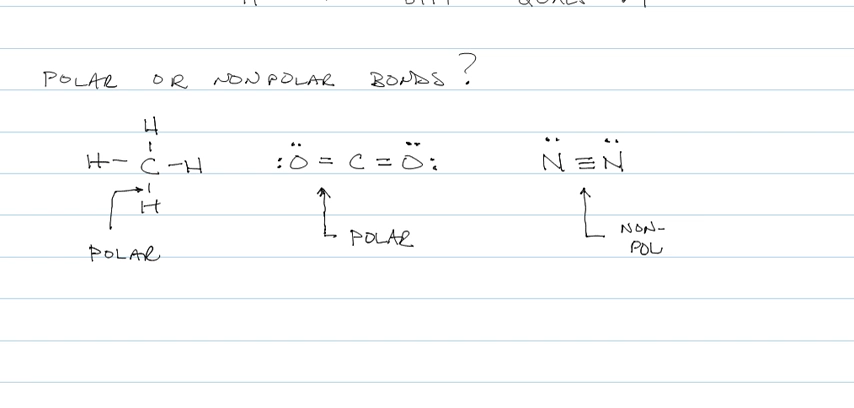 POLAR OR NONPOLAR BONDS?
H
H – C – H
H
:Ö = C = Ö:
N̈ ≡ N̈
POLAR
POLAR
NON-
POL